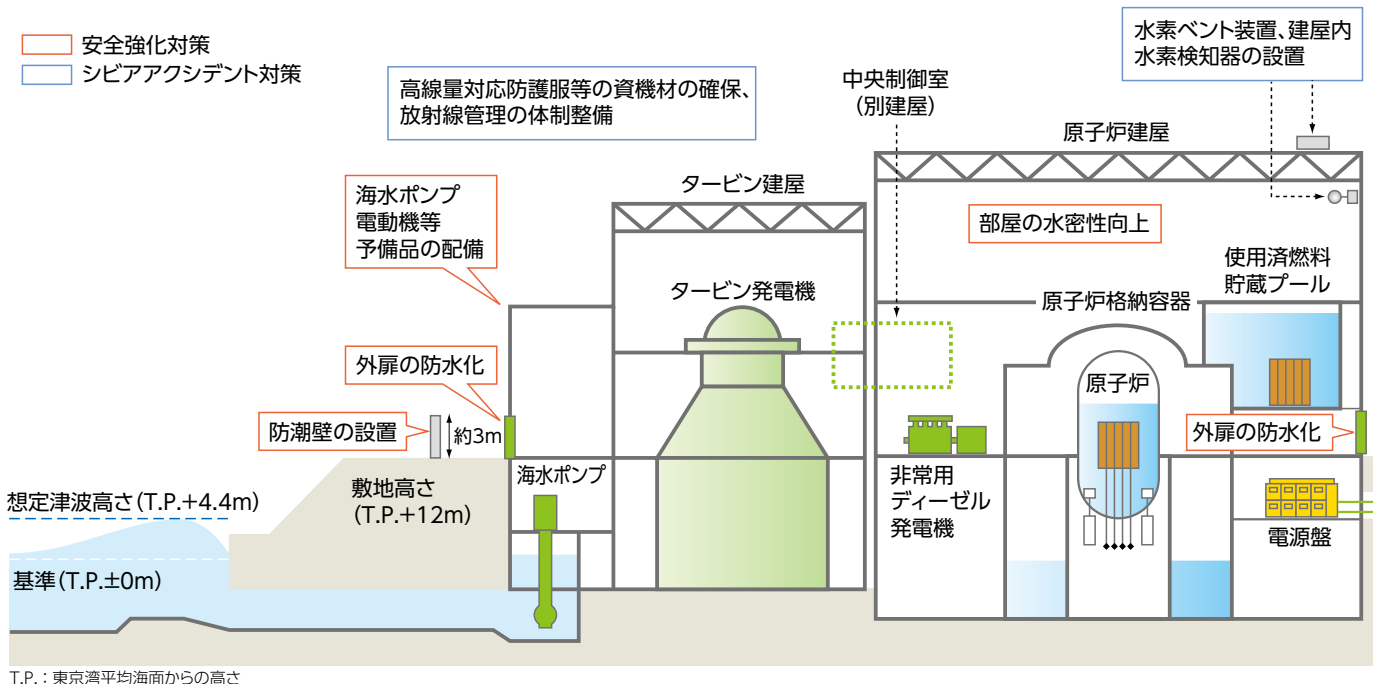 安全強化対策
シビアアクシデント対策
高線量対応防護服等の資機材の確保、
放射線管理の体制整備
中央制御室
(別建屋)
水素ベント装置、建屋内
水素検知器の設置
原子炉建屋
海水ポンプ
電動機等
予備品の配備
タービン建屋
部屋の水密性向上
使用済燃料
貯蔵プール
タービン発電機
原子炉格納容器
外扉の防水化
原子炉
防潮壁の設置
約3m
外扉の防水化
海水ポンプ
非常用
ディーゼル
発電機
敷地高さ
(T.P.+12m)
想定津波高さ(T.P.+4.4m)
電源盤
基準(T.P.±0m)
T.P.：東京湾平均海面からの高さ